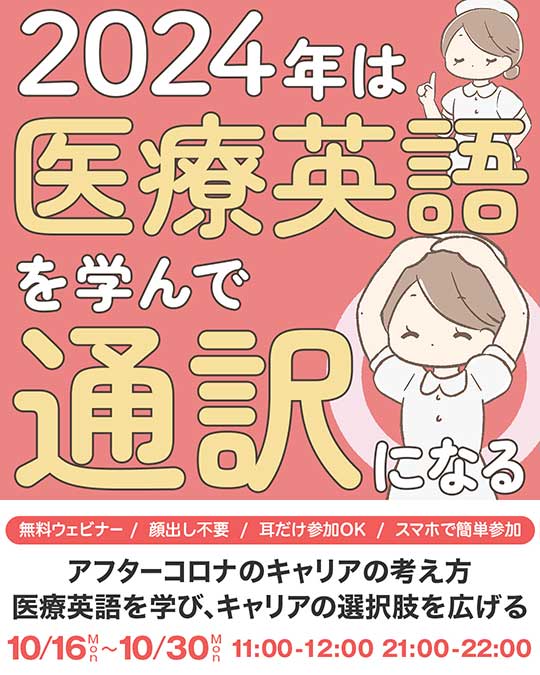 2024年は
医療英語
を学んで
通訳になる
無料ウェビナー / 顔出し不要 / 耳だけ参加OK / スマホで簡単参加
アフターコロナのキャリアの考え方
医療英語を学び、キャリアの選択肢を広げる
10/16Mon～10/30Mon 11:00-12:00 21:00-22:00